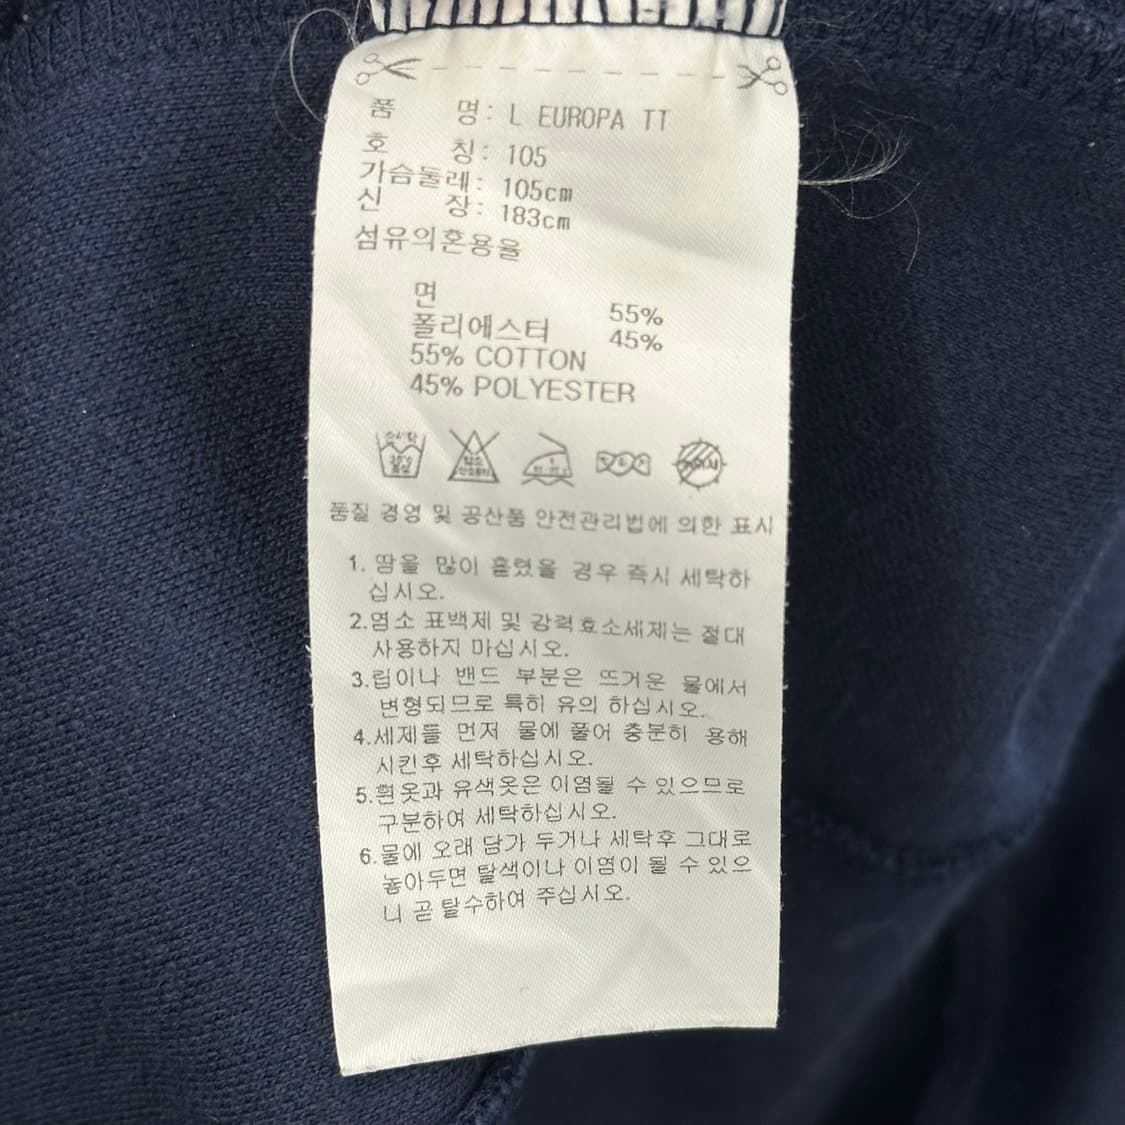 품 명: L EUROPA TT
호 칭: 105
가슴둘레: 105cm
신 장: 183cm
섬유의혼용율
면 55%
폴리에스터 45%
55% COTTON
45% POLYESTER
품질 경영 및 공산품 안전관리법에 의한 표시
1. 땀을 많이 흘렸을 경우 즉시 세탁하
십시오.
2.염소 표백제 및 강력효소세제는 절대
사용하지 마십시오.
3.립이나 밴드 부분은 뜨거운 물에서
변형되므로 특히 유의 하십시오.
4.세제를 먼저 물에 풀어 충분히 용해
시킨후 세탁하십시오.
5.흰옷과 유색옷은 이염될 수 있으므로
구분하여 세탁하십시오.
6.물에 오래 담가 두거나 세탁후 그대로
놓아두면 탈색이나 이염이 될 수 있으
니 곧 탈수하여 주십시오.